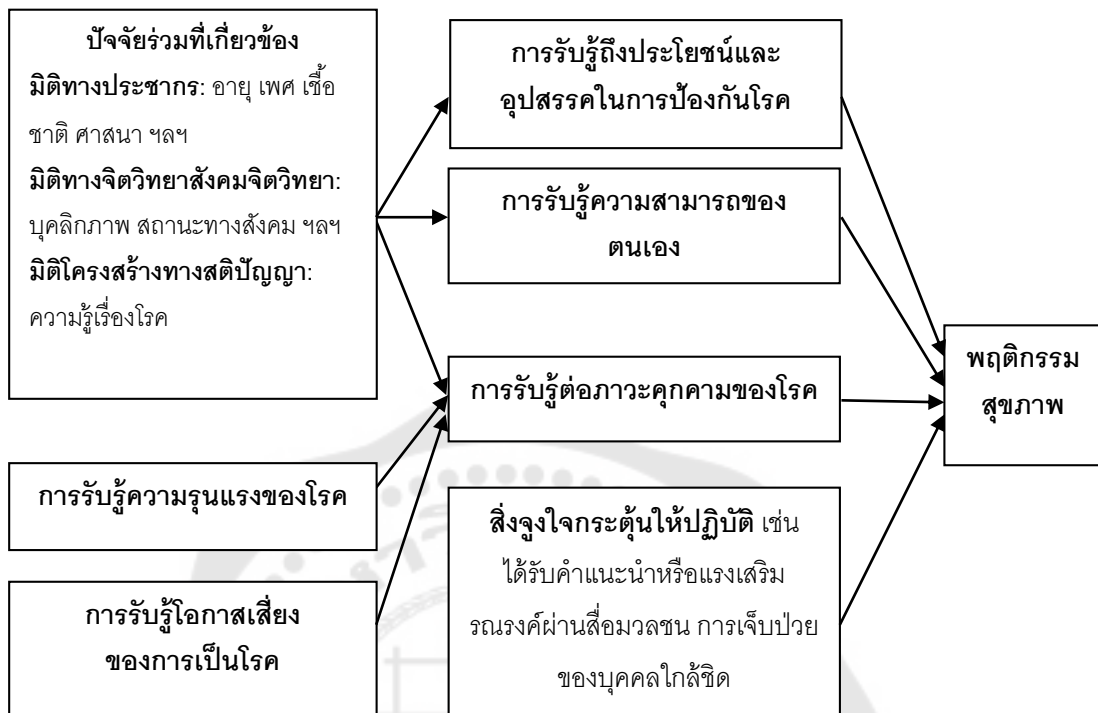 ปัจจัยร่วมที่เกี่ยวข้อง
มิติทางประชากร: อายุ เพศ เชื้อ
ชาติ ศาสนา ฯลฯ
มิติทางจิตวิทยาสังคมจิตวิทยา:
บุคลิกภาพ สถานะทางสังคม ฯลฯ
มิติโครงสร้างทางสติปัญญา:
ความรู้เรื่องโรค
การรับรู้ความรุนแรงของโรค
การรับรู้โอกาสเสี่ยง
ของการเป็นโรค
การรับรู้ถึงประโยชน์และ
อุปสรรคในการป้องกันโรค
การรับรู้ความสามารถของ
ตนเอง
การรับรู้ต่อภาวะคุกคามของโรค
สิ่งจูงใจกระตุ้นให้ปฏิบัติ เช่น
ได้รับคำแนะนำหรือแรงเสริม
รณรงค์ผ่านสื่อมวลชน การเจ็บป่วย
ของบุคคลใกล้ชิด
พฤติกรรม
สุขภาพ